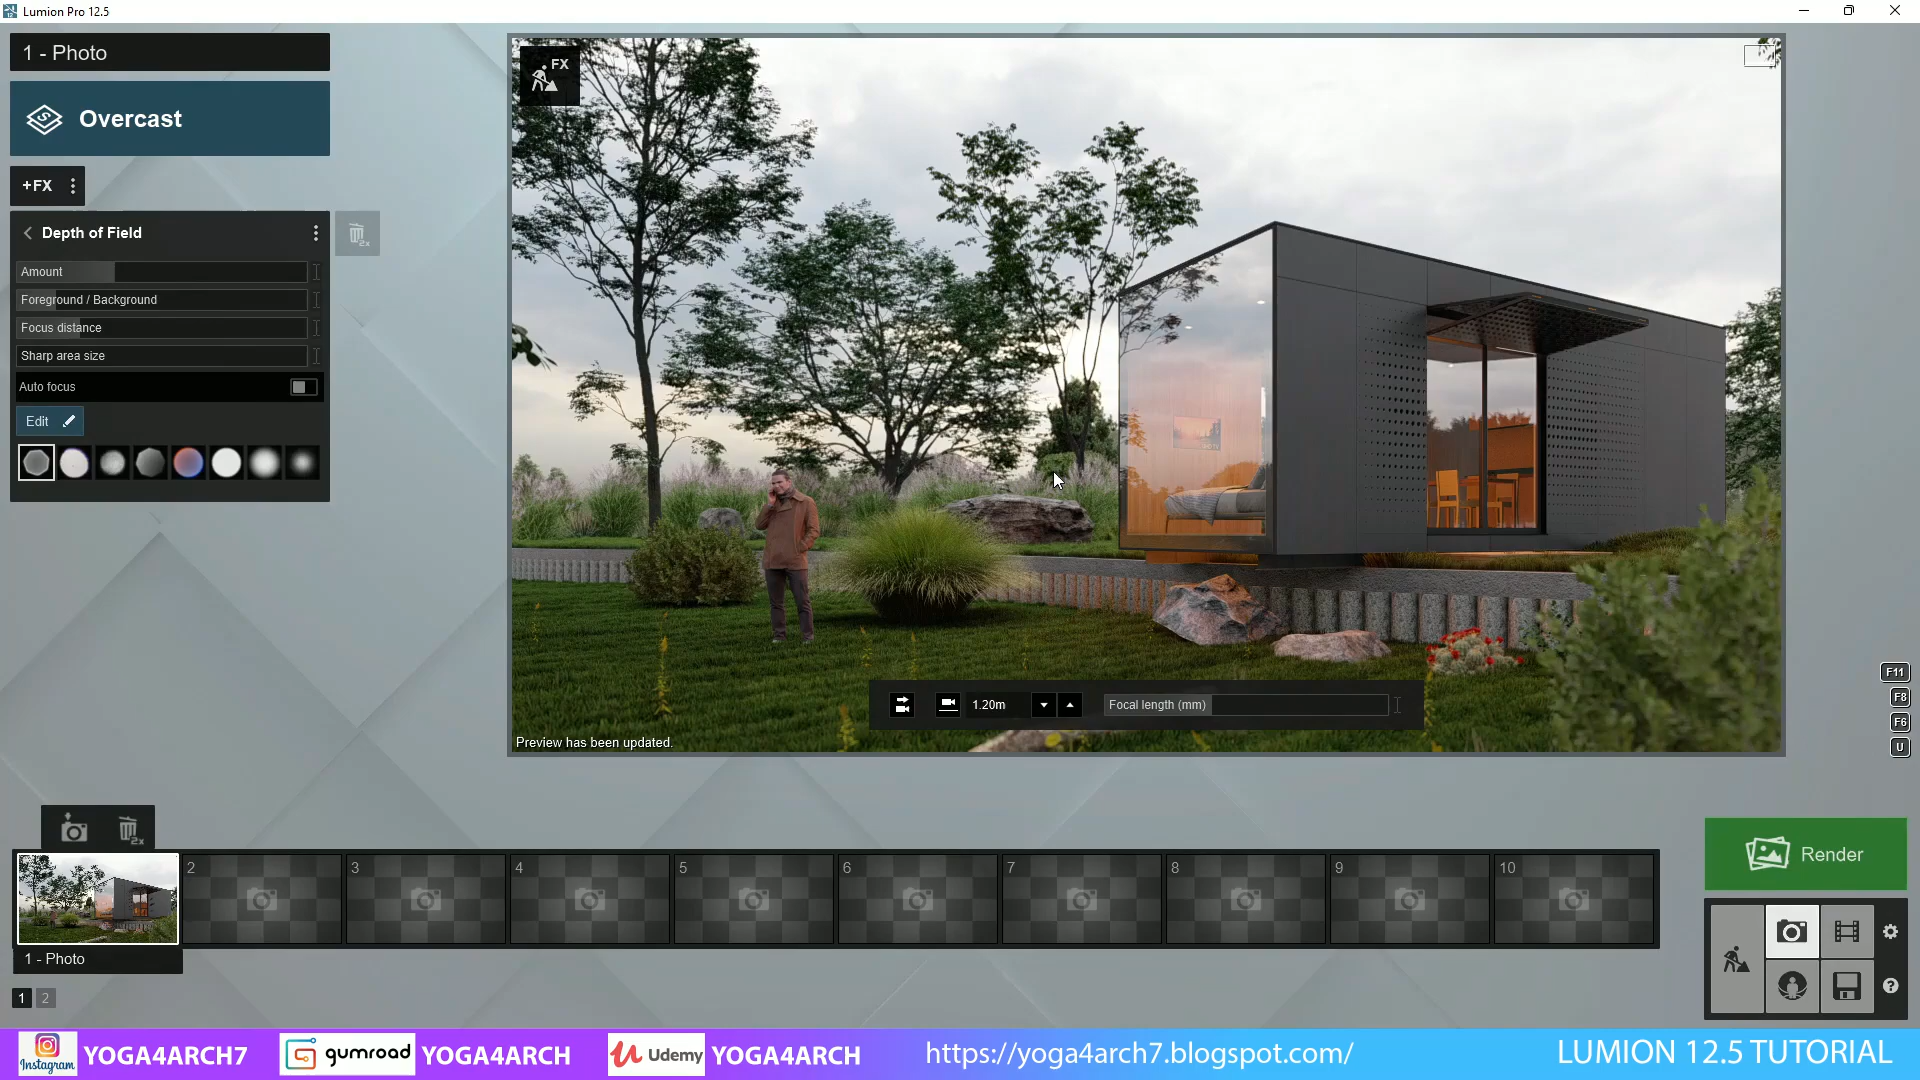 Lumion Pro 12.5
1 - Photo
Overcast
+FX
Depth of Field
2x
Amount
Foreground / Background
Focus distance
Sharp area size
Auto focus
Edit
FX
1.20m
Focal length (mm)
Preview has been updated.
F11
F8
F6
U
2x
2
3
4
5
6
7
8
9
10
1 - Photo
1
2
Render
?
Instagram
YOGA4ARCH7
gumroad
YOGA4ARCH
Udemy
YOGA4ARCH
https://yoga4arch7.blogspot.com/
LUMION 12.5 TUTORIAL